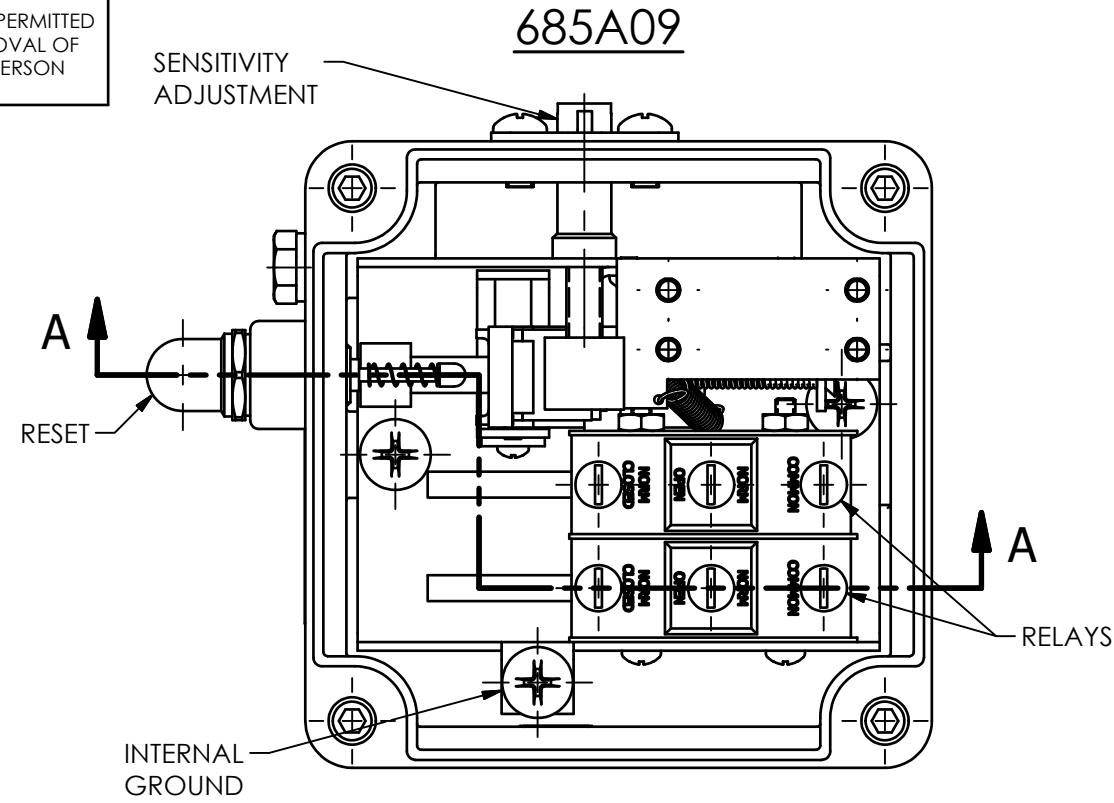 PERMITTED
OVAL OF
ERSON
685A09
SENSITIVITY
ADJUSTMENT
A
RESET
NORM
CLOSED
NORM
OPEN
COMMON
NORM
CLOSED
NORM
OPEN
COMMON
A
RELAYS
INTERNAL
GROUND